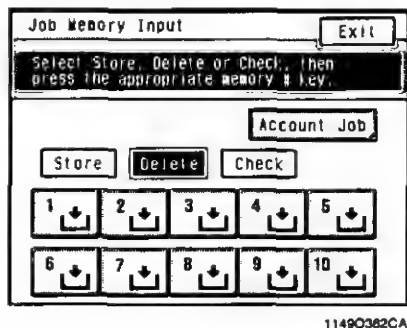 Job Memory Input
Exit
Select Store, Delete or Check, then
press the appropriate memory # key.
Account Job
Store Delete Check
1 2 3 4 5
6 7 8 9 10
1149O362CA